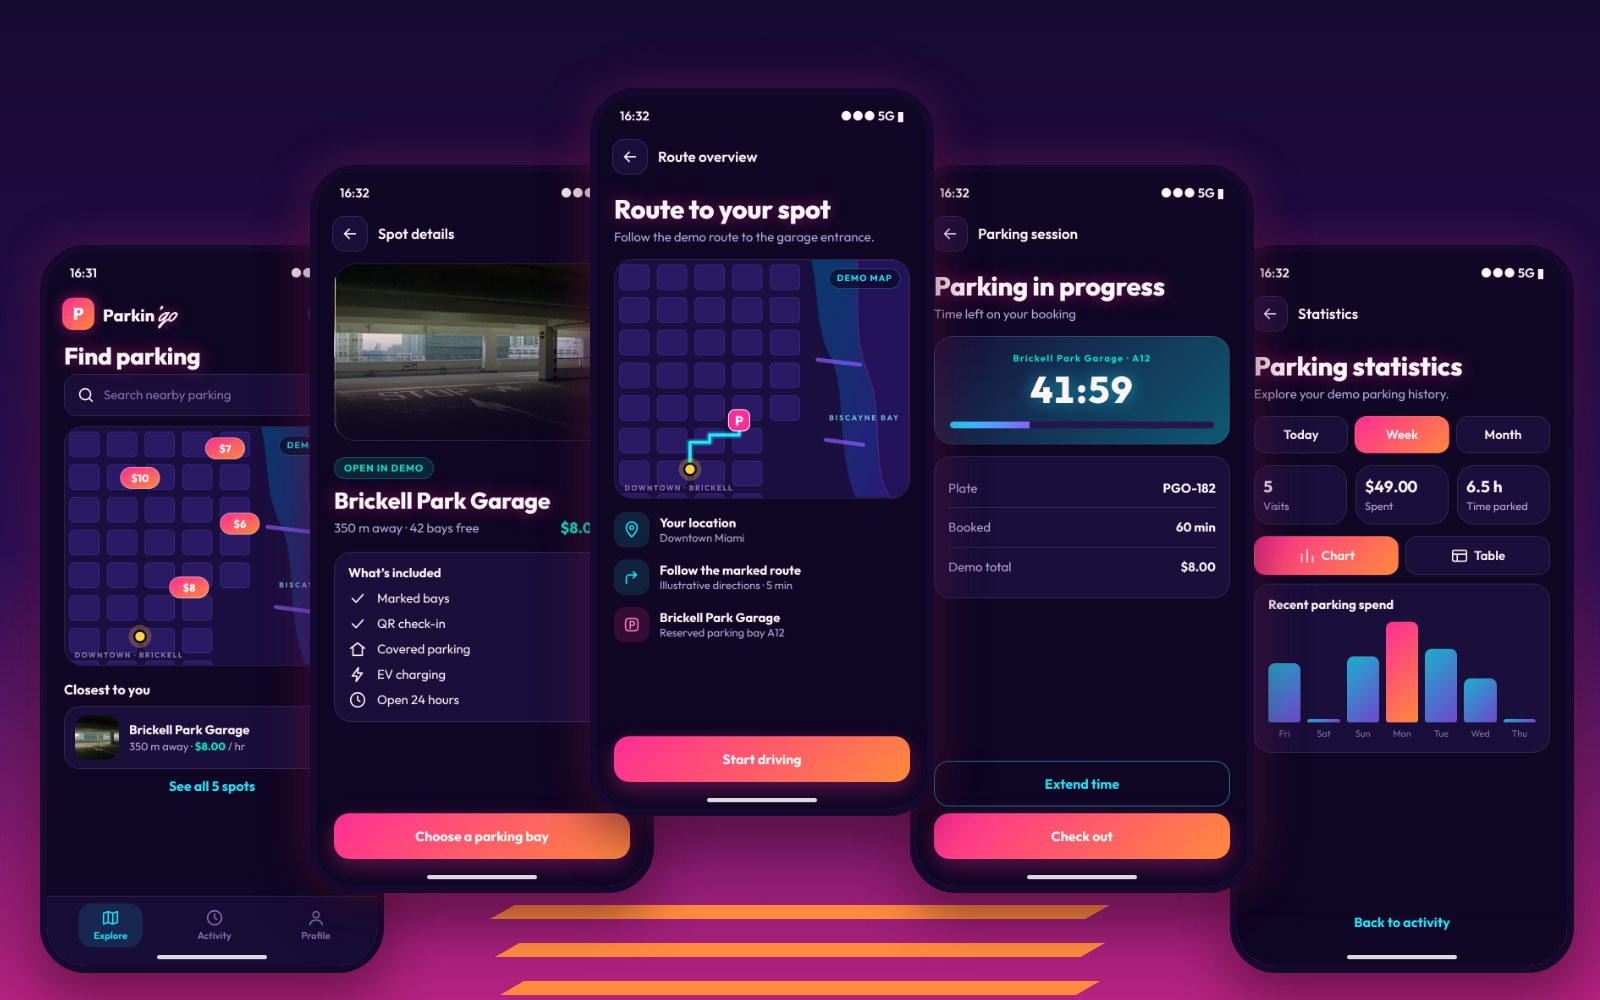 16:31
P Parkin'go
Find parking
Search nearby parking
$7
$10
$6
$8
DOWNTOWN · BRICKELL
Closest to you
Brickell Park Garage
350 m away · $8.00 / hr
See all 5 spots
Explore
Activity
Profile
16:32
Spot details
STOP
OPEN IN DEMO
Brickell Park Garage
350 m away · 42 bays free
What's included
Marked bays
QR check-in
Covered parking
EV charging
Open 24 hours
Choose a parking bay
16:32
5G
Route overview
Route to your spot
Follow the demo route to the garage entrance.
DEMO MAP
P
BISCAYNE BAY
DOWNTOWN · BRICKELL
Your location
Downtown Miami
Follow the marked route
Illustrative directions · 5 min
Brickell Park Garage
Reserved parking bay A12
Start driving
16:32
5G
Parking session
Parking in progress
Time left on your booking
Brickell Park Garage · A12
41:59
Plate PGO-182
Booked 60 min
Demo total $8.00
Extend time
Check out
16:32
5G
Statistics
Parking statistics
Explore your demo parking history.
Today Week Month
5 $49.00 6.5 h
Visits Spent Time parked
Chart Table
Recent parking spend
Fri Sat Sun Mon Tue Wed Thu
Back to activity